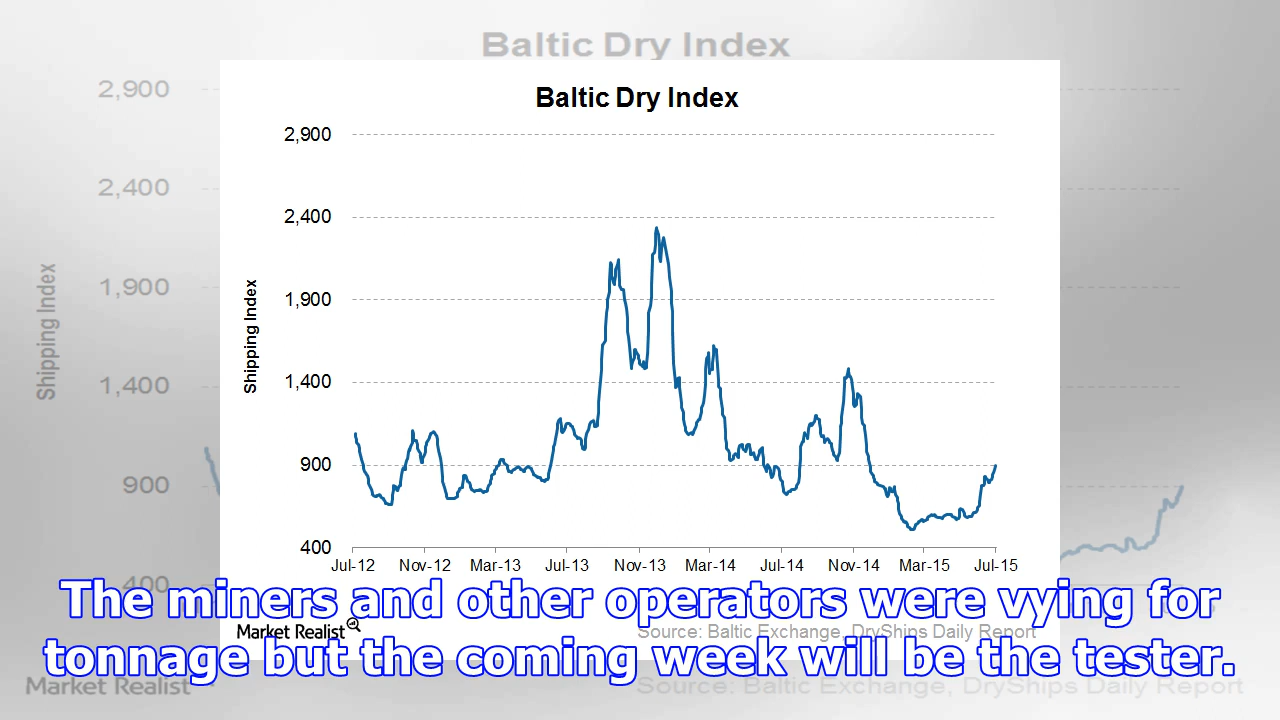 Baltic Dry Index
2,900
2,400
1,900
1,400
900
400
Shipping Index
Baltic Dry Index
2,900
2,400
1,900
1,400
900
400
Shipping Index
Jul-12 Nov-12 Mar-13 Jul-13 Nov-13 Mar-14 Jul-14 Nov-14 Mar-15 Jul-15
The miners and other operators were vying for
Market Realist
Source: Baltic Exchange, DryShips Daily Report
tonnage but the coming week will be the tester.
Market Realist
Source: Baltic Exchange, DryShips Daily Report